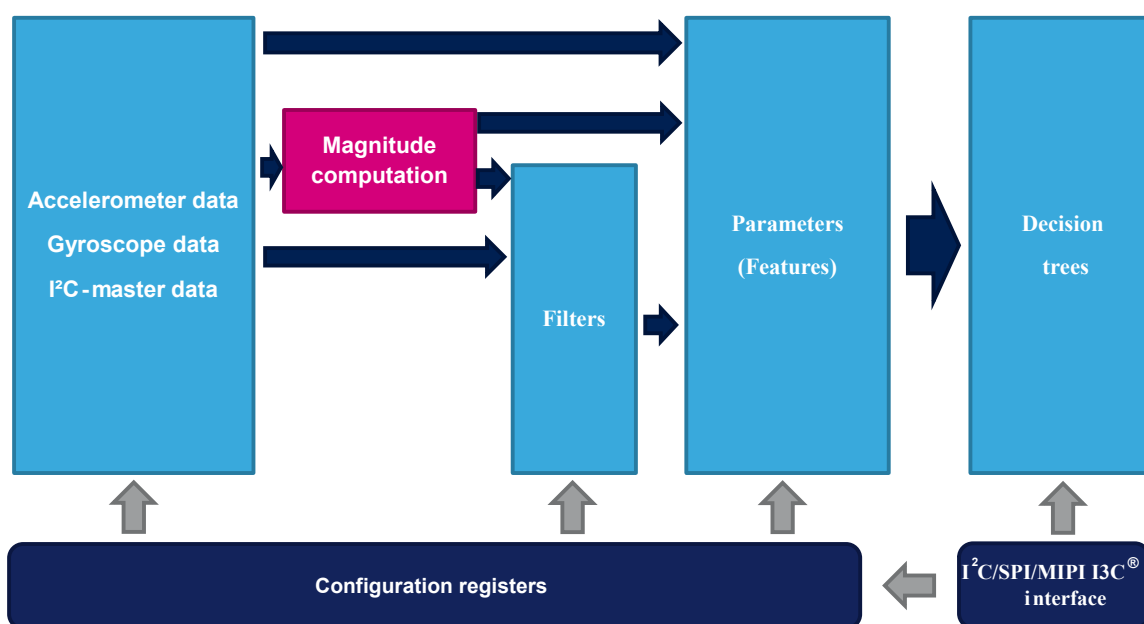 Accelerometer data
Gyroscope data
I²C-master data
Magnitude
computation
Filters
Parameters
(Features)
Decision
trees
Configuration registers
I²C/SPI/MIPI I3C®
interface